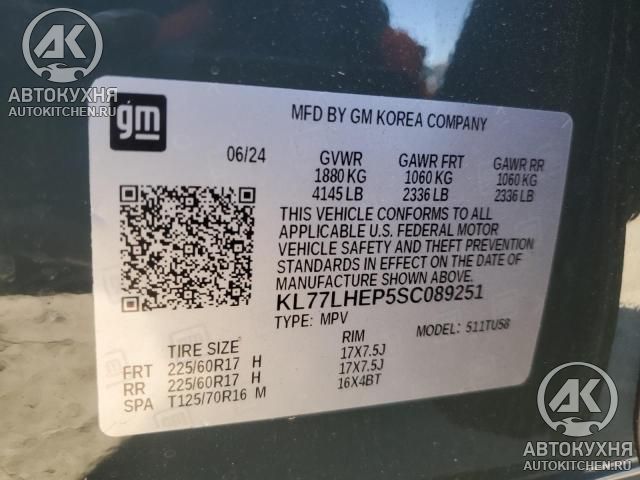 AK
АВТОКУХНЯ
AUTOKITCHEN.RU
gm
MFD BY GM KOREA COMPANY
06/24 GVWR GAWR FRT GAWR RR
1880 KG 1060 KG 1060 KG
4145 LB 2336 LB 2336 LB
THIS VEHICLE CONFORMS TO ALL
APPLICABLE U.S. FEDERAL MOTOR
VEHICLE SAFETY AND THEFT PREVENTION
STANDARDS IN EFFECT ON THE DATE OF
MANUFACTURE SHOWN ABOVE.
KL77LHEP5SC089251
TYPE: MPV MODEL: 511TU58
TIRE SIZE RIM
FRT 225/60R17 H 17X7.5J
RR 225/60R17 H 17X7.5J
SPA T125/70R16 M 16X4BT
AK
АВТОКУХНЯ
AUTOKITCHEN.RU